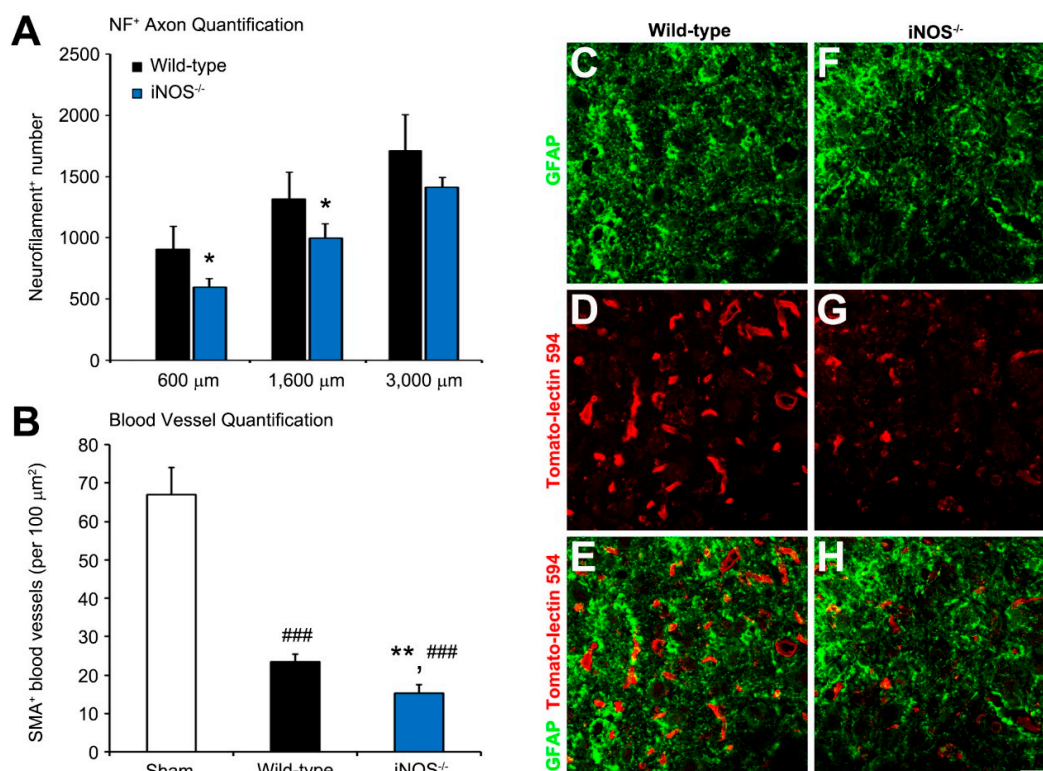 A
NF⁺ Axon Quantification
Neurofilament⁺ number
2500
2000
1500
1000
500
0
Wild-type
iNOS⁻/⁻
*
*
600 μm
1,600 μm
3,000 μm
B
Blood Vessel Quantification
SMA⁺ blood vessels (per 100 μm²)
80
70
60
50
40
30
20
10
0
###
**, ###
Sham
Wild-type
iNOS⁻/⁻
Wild-type
iNOS⁻/⁻
GFAP
C
F
Tomato-lectin 594
D
G
GFAP Tomato-lectin 594
E
H